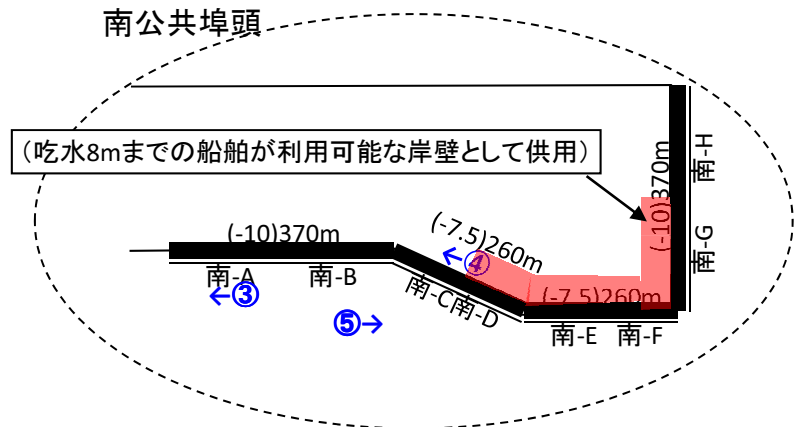 南公共埠頭
（吃水8mまでの船舶が利用可能な岸壁として供用）
(-10)370m
南-H
南-G
(-10)370m
(-7.5)260m
←④
南-A
南-B
←③
南-C
南-D
(-7.5)260m
⑤→
南-E
南-F